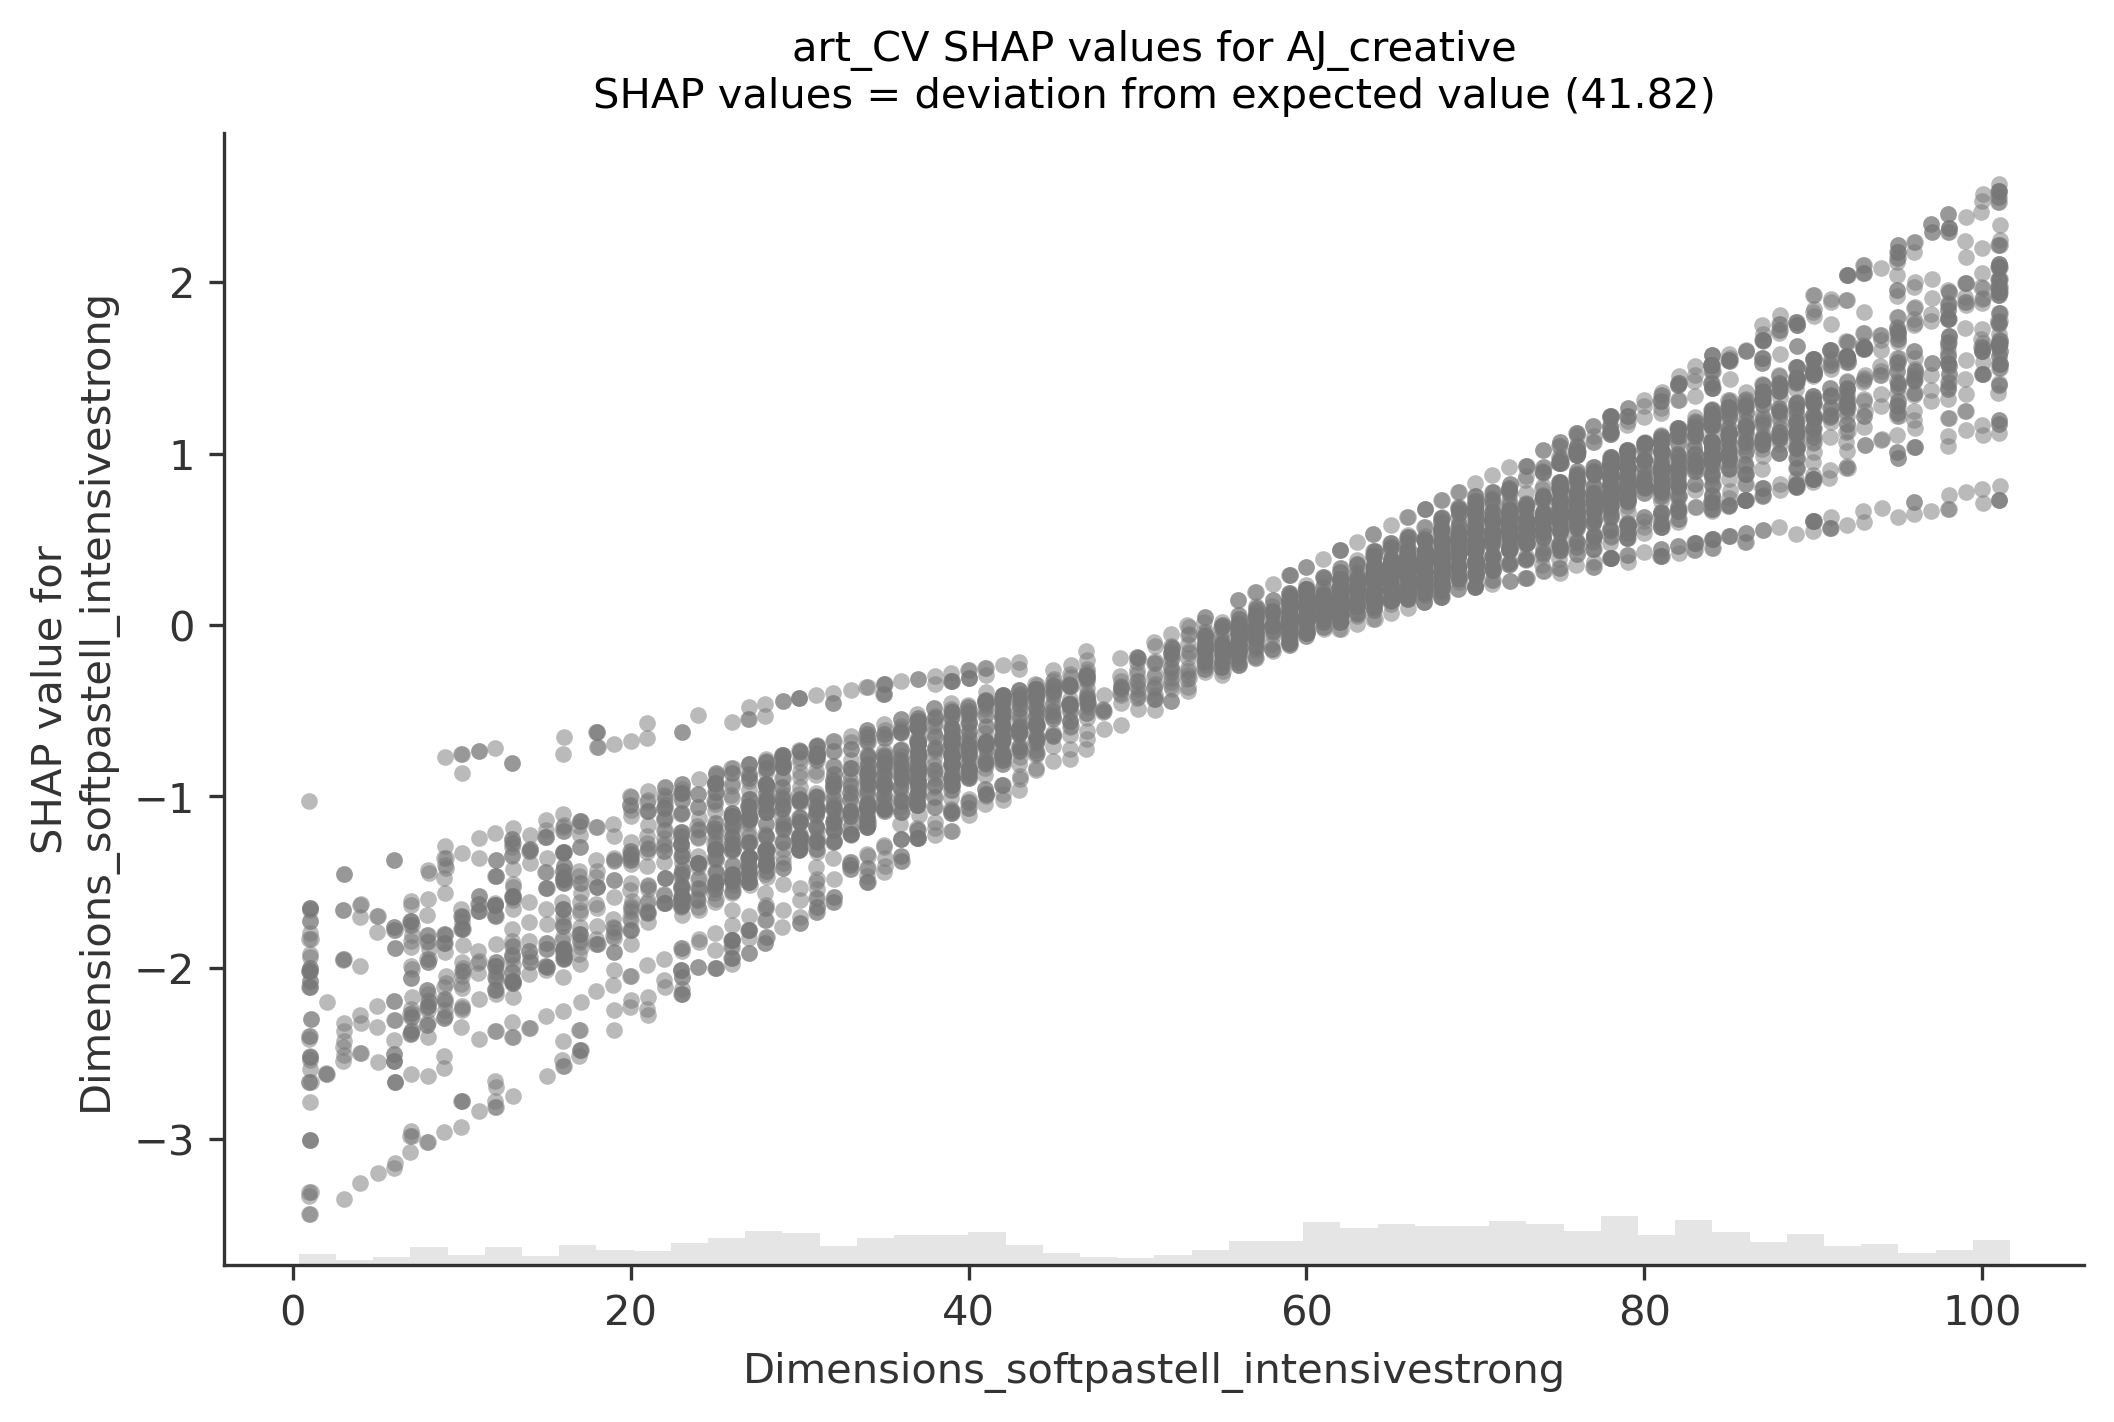 art_CV SHAP values for AJ_creative
SHAP values = deviation from expected value (41.82)
SHAP value for
Dimensions_softpastell_intensivestrong
2
1
0
−1
−2
−3
0 20 40 60 80 100
Dimensions_softpastell_intensivestrong